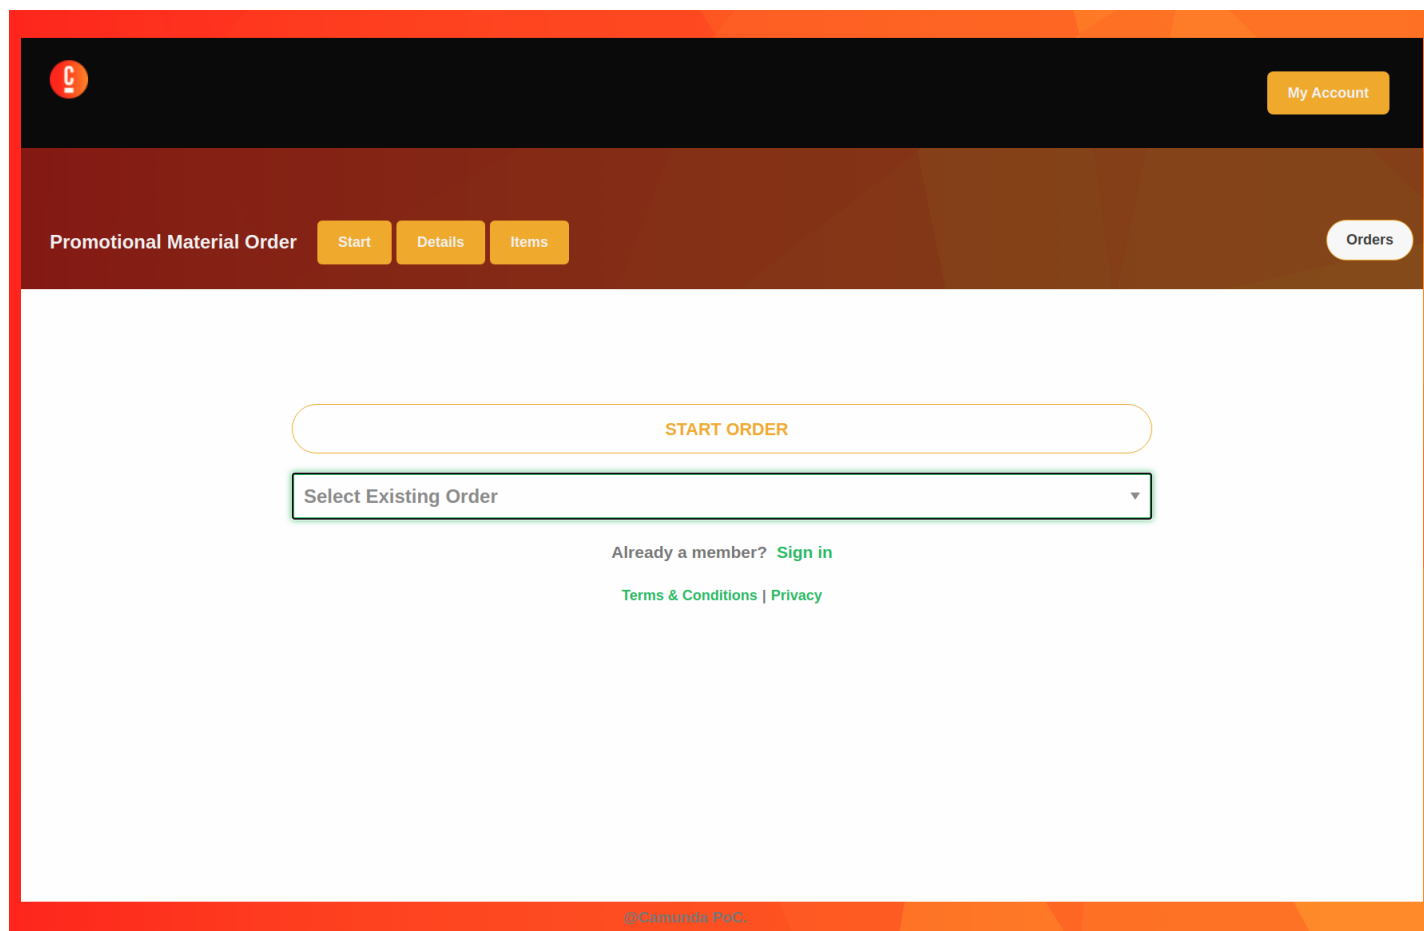 My Account
Promotional Material Order
Start
Details
Items
Orders
START ORDER
Select Existing Order
Already a member? Sign in
Terms & Conditions | Privacy
@Camunda PoC.